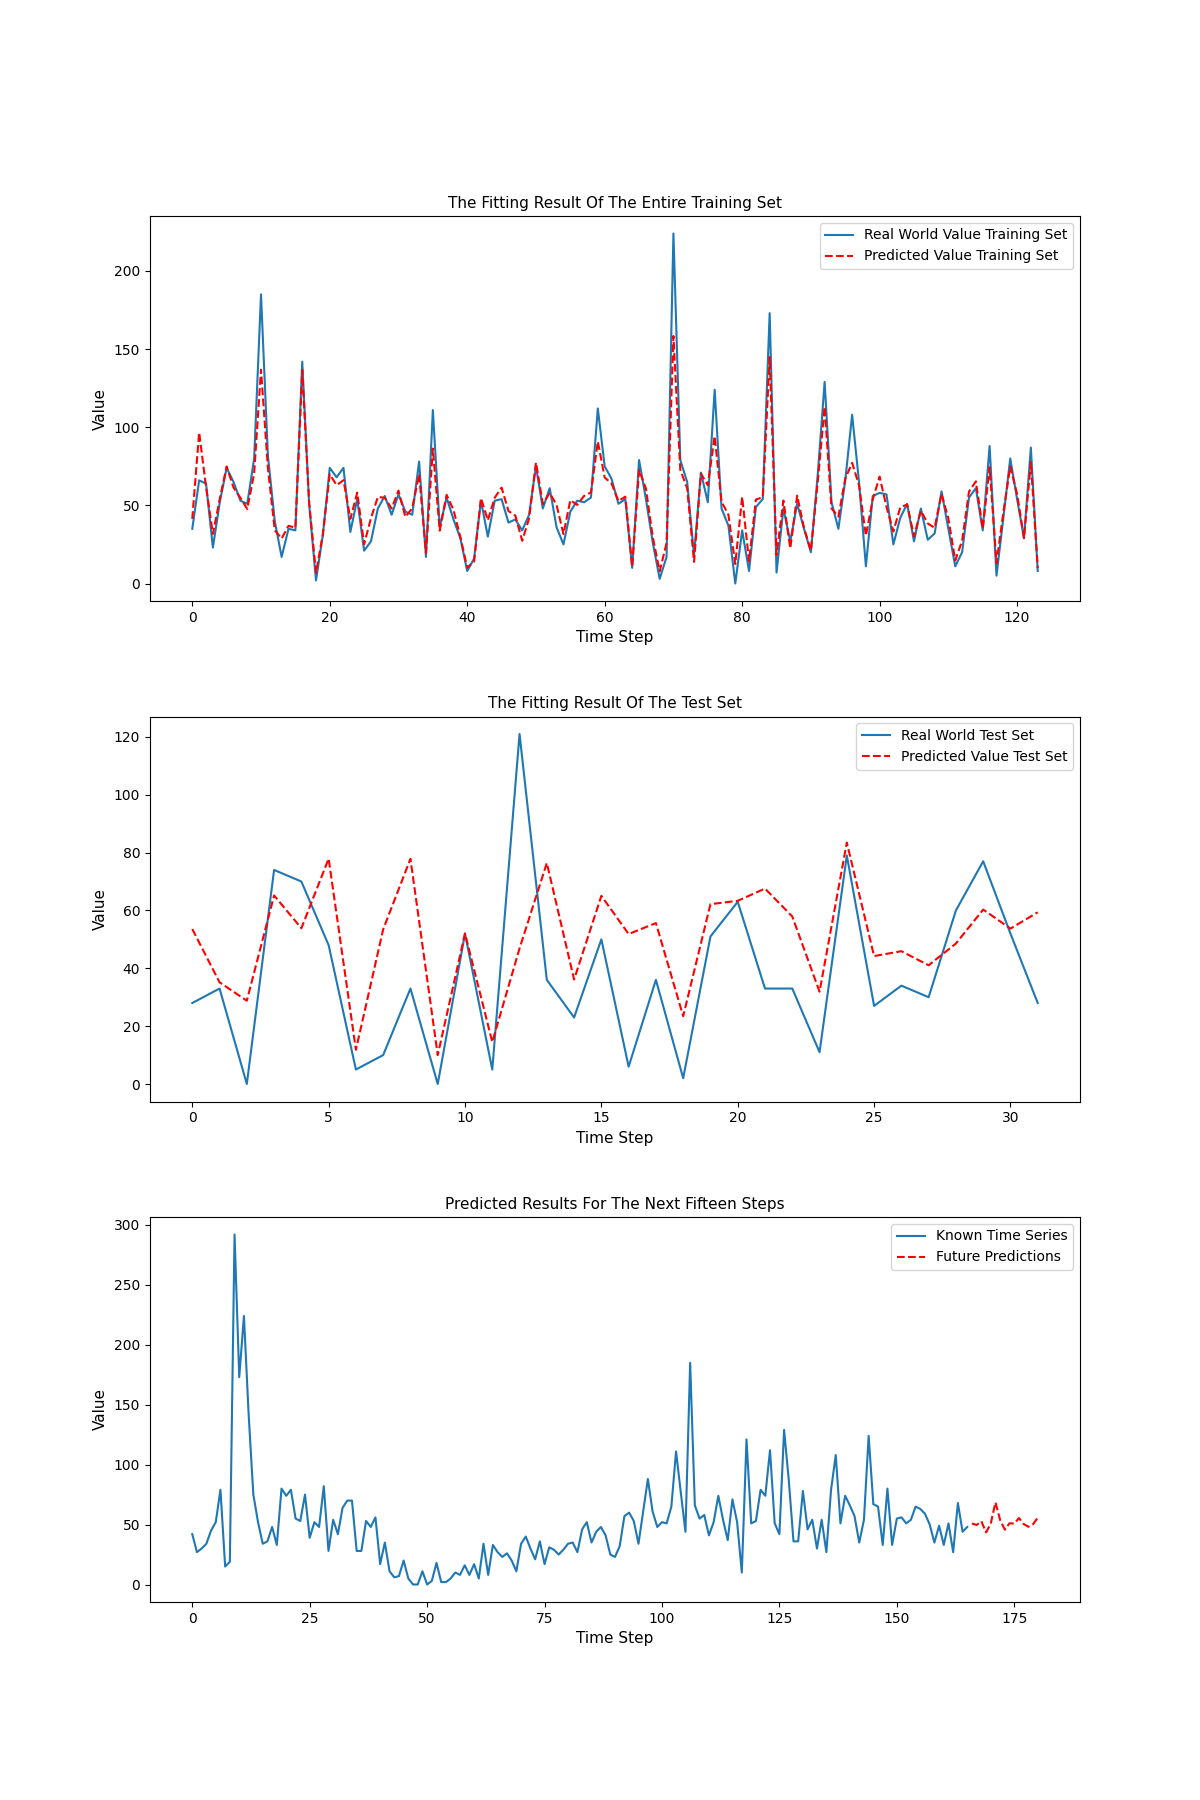 The Fitting Result Of The Entire Training Set
Real World Value Training Set
Predicted Value Training Set
Value
200
150
100
50
0
0 20 40 60 80 100 120
Time Step
The Fitting Result Of The Test Set
Real World Test Set
Predicted Value Test Set
Value
120
100
80
60
40
20
0
0 5 10 15 20 25 30
Time Step
Predicted Results For The Next Fifteen Steps
Known Time Series
Future Predictions
Value
300
250
200
150
100
50
0
0 25 50 75 100 125 150 175
Time Step